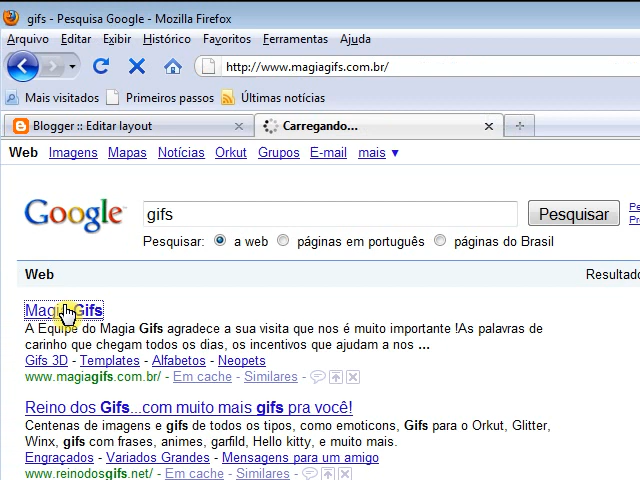 gifs - Pesquisa Google - Mozilla Firefox
Arquivo Editar Exibir Histórico Favoritos Ferramentas Ajuda
http://www.magiagifs.com.br/
Mais visitados Primeiros passos Últimas notícias
Blogger :: Editar layout Carregando...
Web Imagens Mapas Notícias Orkut Grupos E-mail mais ▼
Google gifs Pesquisar
Pesquisar: a web páginas em português páginas do Brasil
Web Resultado
Magia Gifs
A Equipe do Magia Gifs agradece a sua visita que nos é muito importante !As palavras de
carinho que chegam todos os dias, os incentivos que ajudam a nos ...
Gifs 3D - Templates - Alfabetos - Neopets
www.magiagifs.com.br/ - Em cache - Similares -
Reino dos Gifs...com muito mais gifs pra você!
Centenas de imagens e gifs de todos os tipos, como emoticons, Gifs para o Orkut, Glitter,
Winx, gifs com frases, animes, garfild, Hello kitty, e muito mais.
Engraçados - Variados Grandes - Mensagens para um amigo
www.reinodosgifs.net/ - Em cache - Similares -